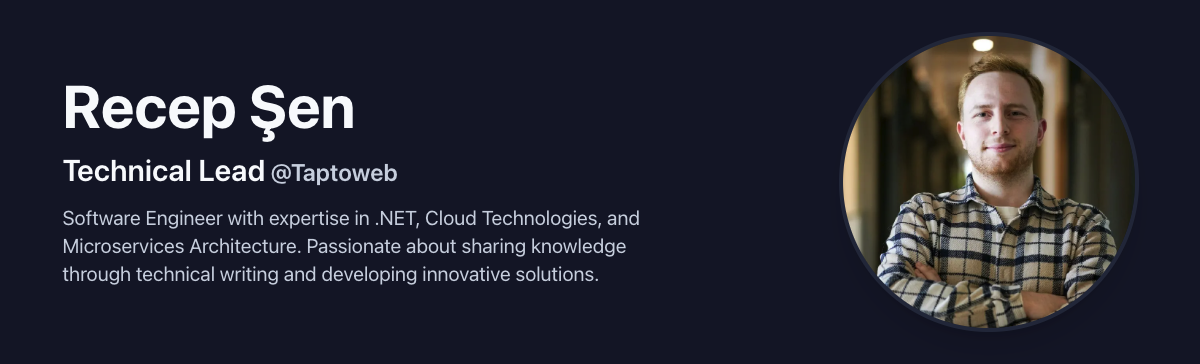 Recep Şen
Technical Lead @Taptoweb
Software Engineer with expertise in .NET, Cloud Technologies, and
Microservices Architecture. Passionate about sharing knowledge
through technical writing and developing innovative solutions.